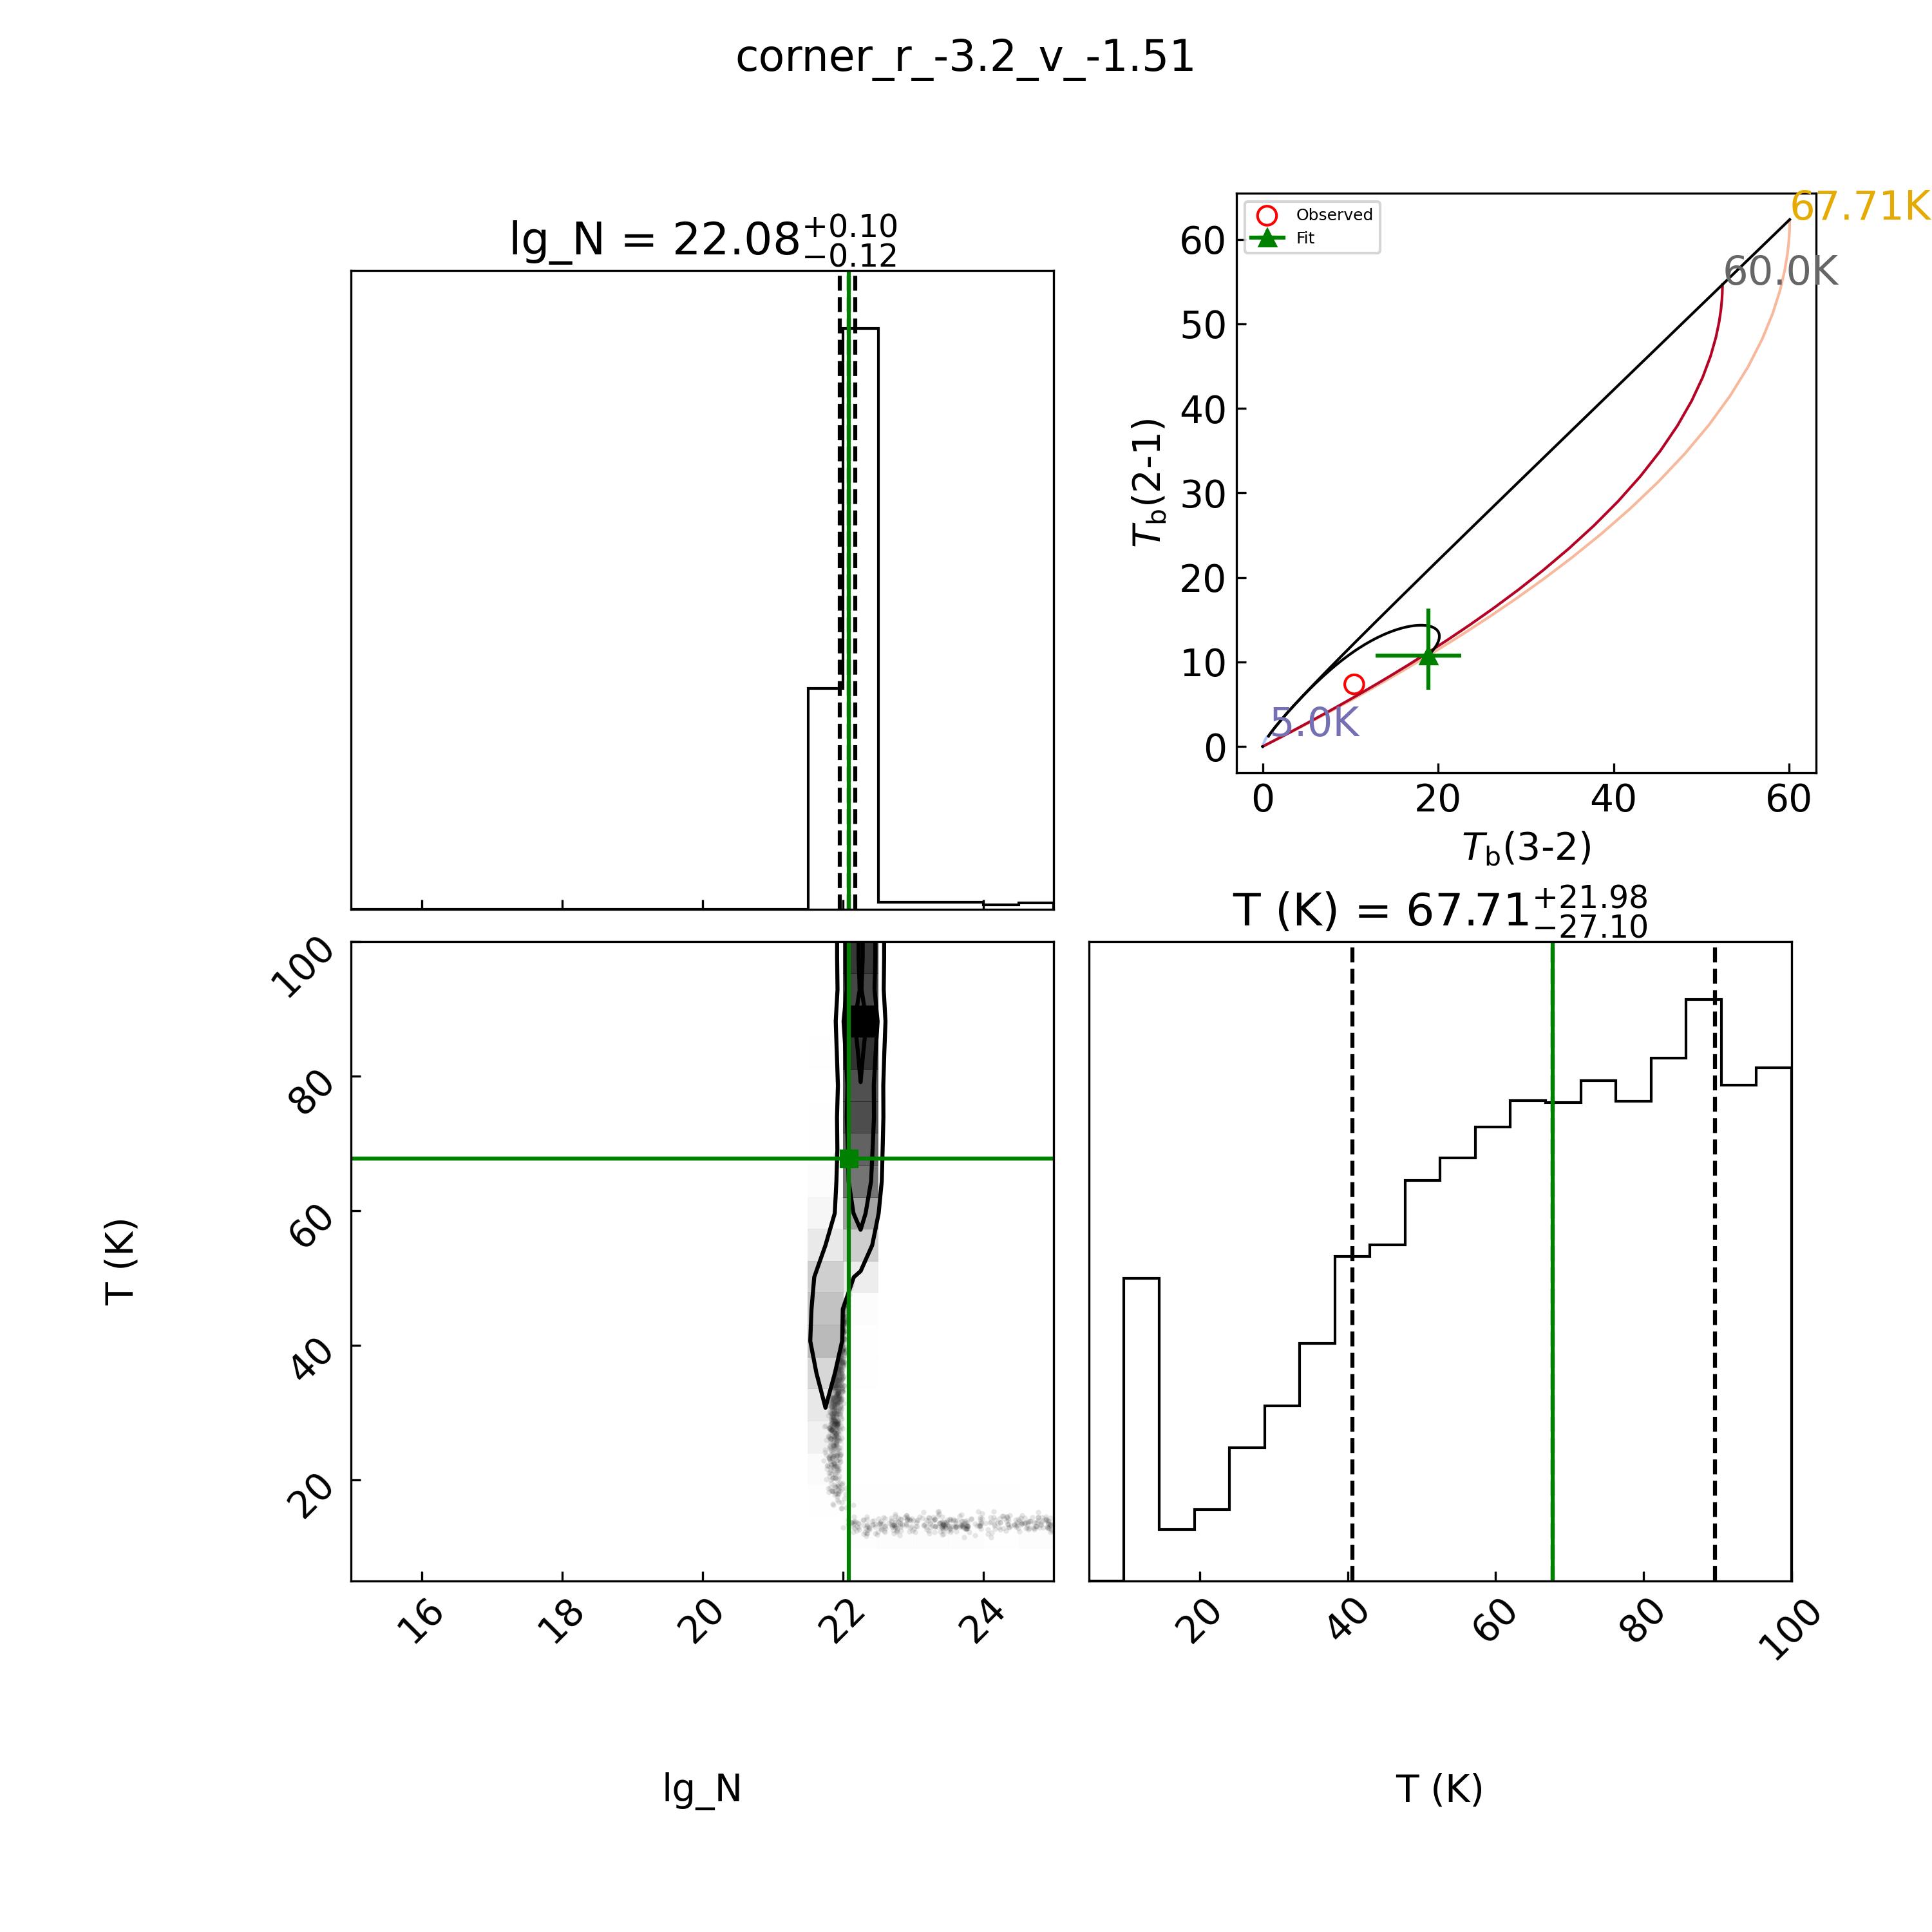 corner_r_-3.2_v_-1.51
lg_N = 22.08+0.10−0.12
Observed
Fit
67.71K
60.0K
5.0K
60
50
40
30
20
10
0
Tb(2-1)
0 20 40 60
Tb(3-2)
T (K) = 67.71+21.98−27.10
100
80
60
40
20
T (K)
16 18 20 22 24
lg_N
20 40 60 80 100
T (K)